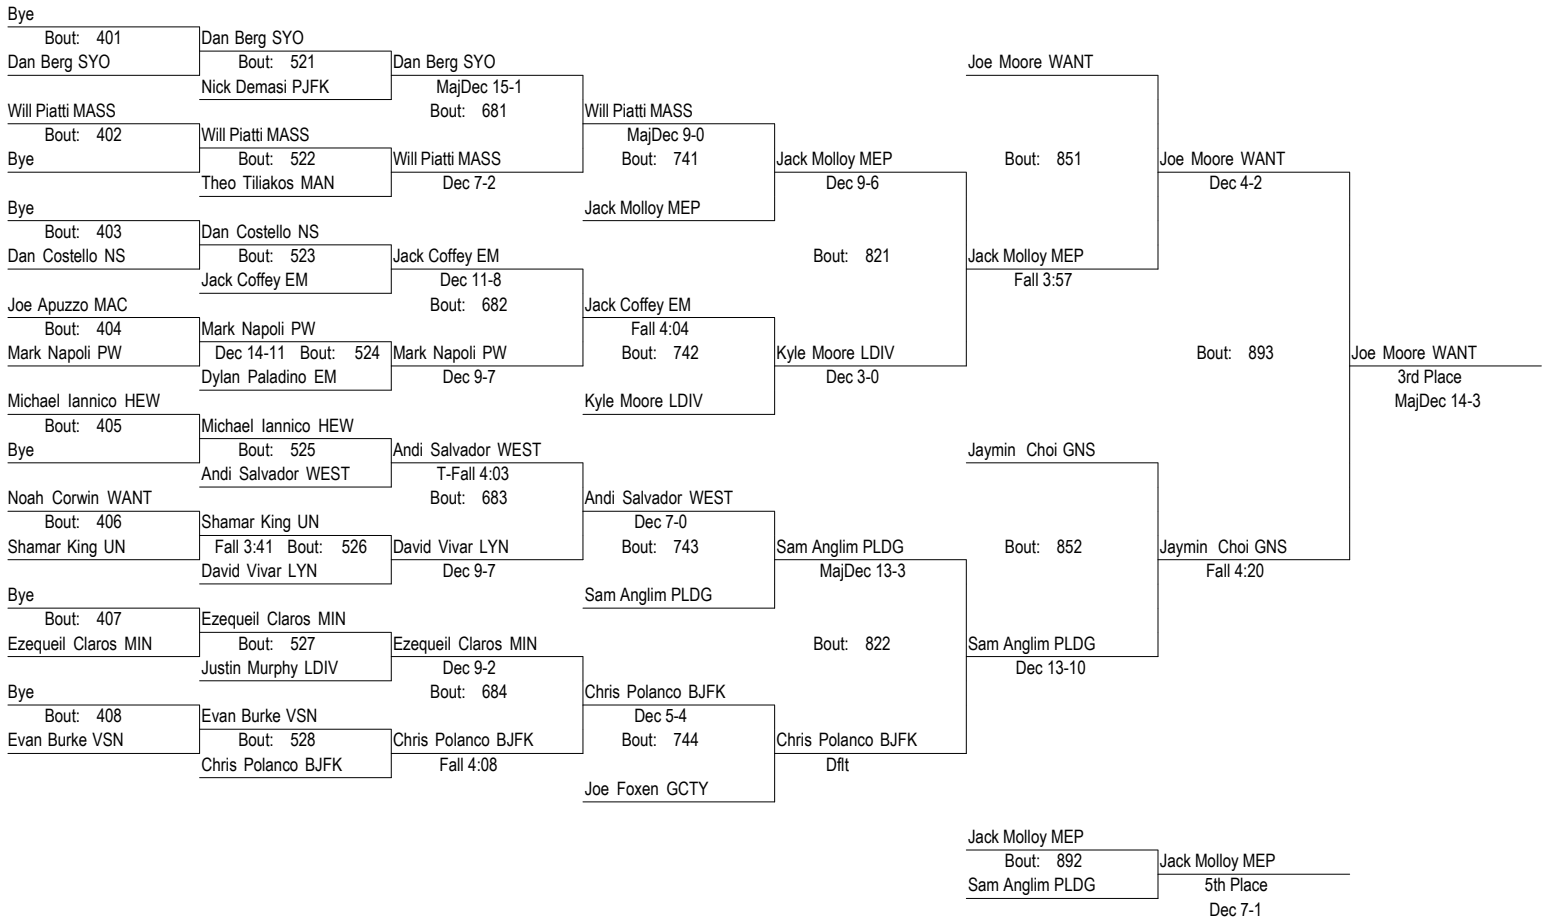 Bye
Bout: 401
Dan Berg SYO
Will Piatti MASS
Bout: 402
Bye
Bye
Bout: 403
Dan Costello NS
Joe Apuzzo MAC
Bout: 404
Mark Napoli PW
Michael Iannico HEW
Bout: 405
Bye
Noah Corwin WANT
Bout: 406
Shamar King UN
Bye
Bout: 407
Ezequeil Claros MIN
Bye
Bout: 408
Evan Burke VSN
Dan Berg SYO
Bout: 521
Nick Demasi PJFK
Will Piatti MASS
Bout: 522
Theo Tiliakos MAN
Dan Costello NS
Bout: 523
Jack Coffey EM
Mark Napoli PW
Dec 14-11 Bout: 524
Dylan Paladino EM
Michael Iannico HEW
Bout: 525
Andi Salvador WEST
Shamar King UN
Fall 3:41 Bout: 526
David Vivar LYN
Ezequeil Claros MIN
Bout: 527
Justin Murphy LDIV
Evan Burke VSN
Bout: 528
Chris Polanco BJFK
Dan Berg SYO
MajDec 15-1
Bout: 681
Will Piatti MASS
Dec 7-2
Jack Coffey EM
Dec 11-8
Bout: 682
Mark Napoli PW
Dec 9-7
Andi Salvador WEST
T-Fall 4:03
Bout: 683
David Vivar LYN
Dec 9-7
Ezequeil Claros MIN
Dec 9-2
Bout: 684
Chris Polanco BJFK
Fall 4:08
Will Piatti MASS
MajDec 9-0
Bout: 741
Jack Molloy MEP
Jack Coffey EM
Fall 4:04
Bout: 742
Kyle Moore LDIV
Andi Salvador WEST
Dec 7-0
Bout: 743
Sam Anglim PLDG
Chris Polanco BJFK
Dec 5-4
Bout: 744
Joe Foxen GCTY
Jack Molloy MEP
Dec 9-6
Bout: 821
Kyle Moore LDIV
Dec 3-0
Sam Anglim PLDG
MajDec 13-3
Bout: 822
Chris Polanco BJFK
Dflt
Joe Moore WANT
Bout: 851
Jack Molloy MEP
Fall 3:57
Jaymin Choi GNS
Bout: 852
Sam Anglim PLDG
Dec 13-10
Joe Moore WANT
Dec 4-2
Bout: 893
Jaymin Choi GNS
Fall 4:20
Joe Moore WANT
3rd Place
MajDec 14-3
Jack Molloy MEP
Bout: 892
Sam Anglim PLDG
Jack Molloy MEP
5th Place
Dec 7-1